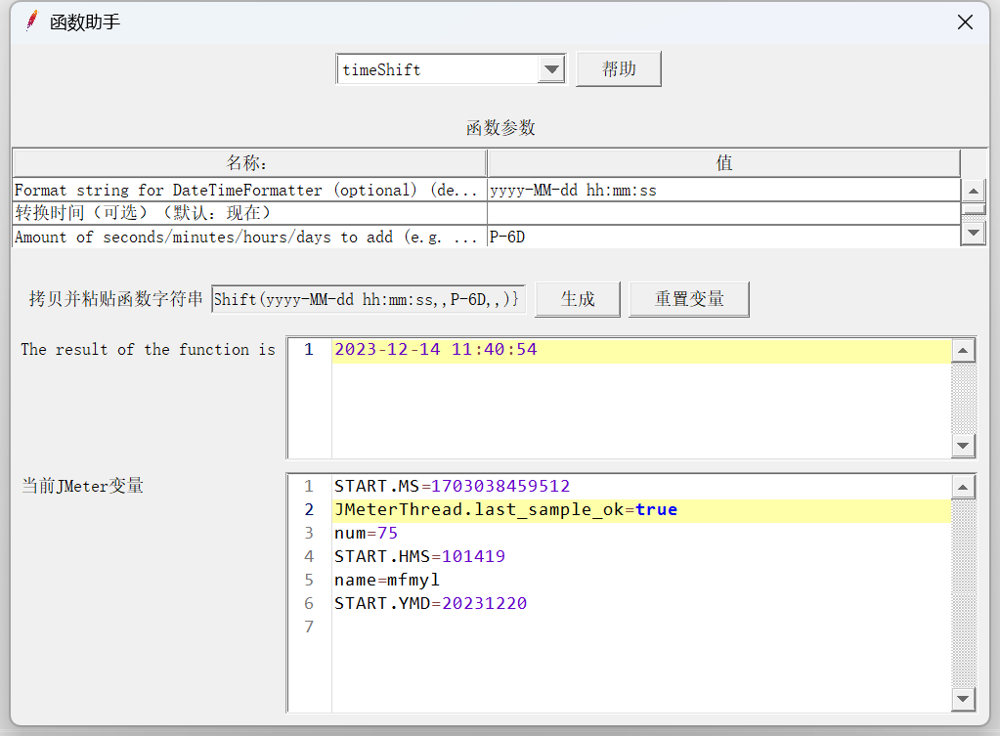 函数助手
timeShift
帮助
函数参数
名称:
值
Format string for DateTimeFormatter (optional) (de...
yyyy-MM-dd hh:mm:ss
转换时间（可选）（默认：现在）
Amount of seconds/minutes/hours/days to add (e.g. ...
P-6D
拷贝并粘贴函数字符串
Shift(yyyy-MM-dd hh:mm:ss,,P-6D,,)}
生成
重置变量
The result of the function is
1
2023-12-14 11:40:54
当前JMeter变量
1 START.MS=1703038459512
2 JMeterThread.last_sample_ok=true
3 num=75
4 START.HMS=101419
5 name=mfmyl
6 START.YMD=20231220
7